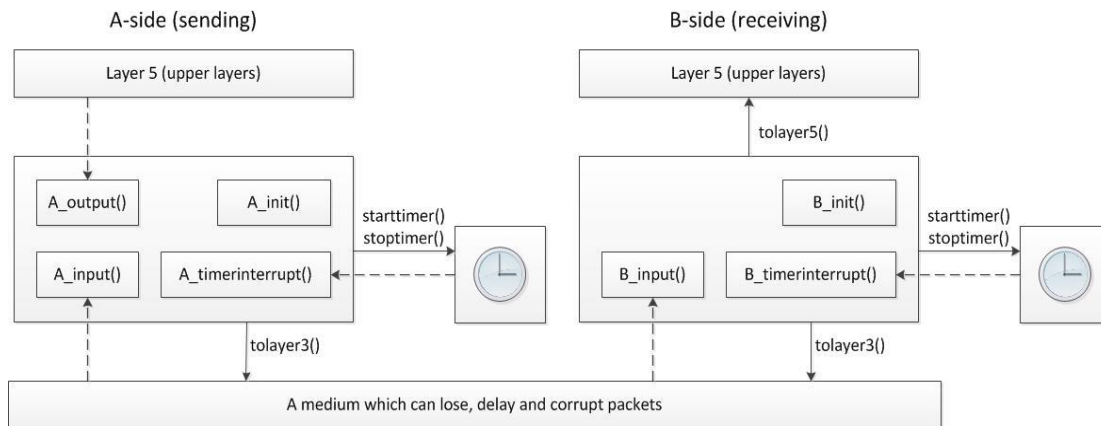 A-side (sending)
Layer 5 (upper layers)
A_output()
A_init()
A_input()
A_timerinterrupt()
starttimer()
stoptimer()
tolayer3()
B-side (receiving)
Layer 5 (upper layers)
tolayer5()
B_init()
B_input()
B_timerinterrupt()
starttimer()
stoptimer()
tolayer3()
A medium which can lose, delay and corrupt packets